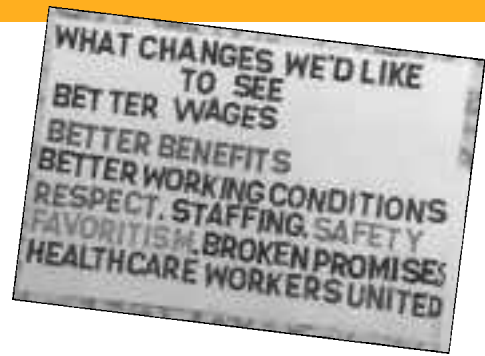 WHAT CHANGES WE'D LIKE
TO SEE
BETTER WAGES
BETTER BENEFITS
BETTER WORKING CONDITIONS
RESPECT, STAFFING, SAFETY
FAVORITISM, BROKEN PROMISES
HEALTHCARE WORKERS UNITED